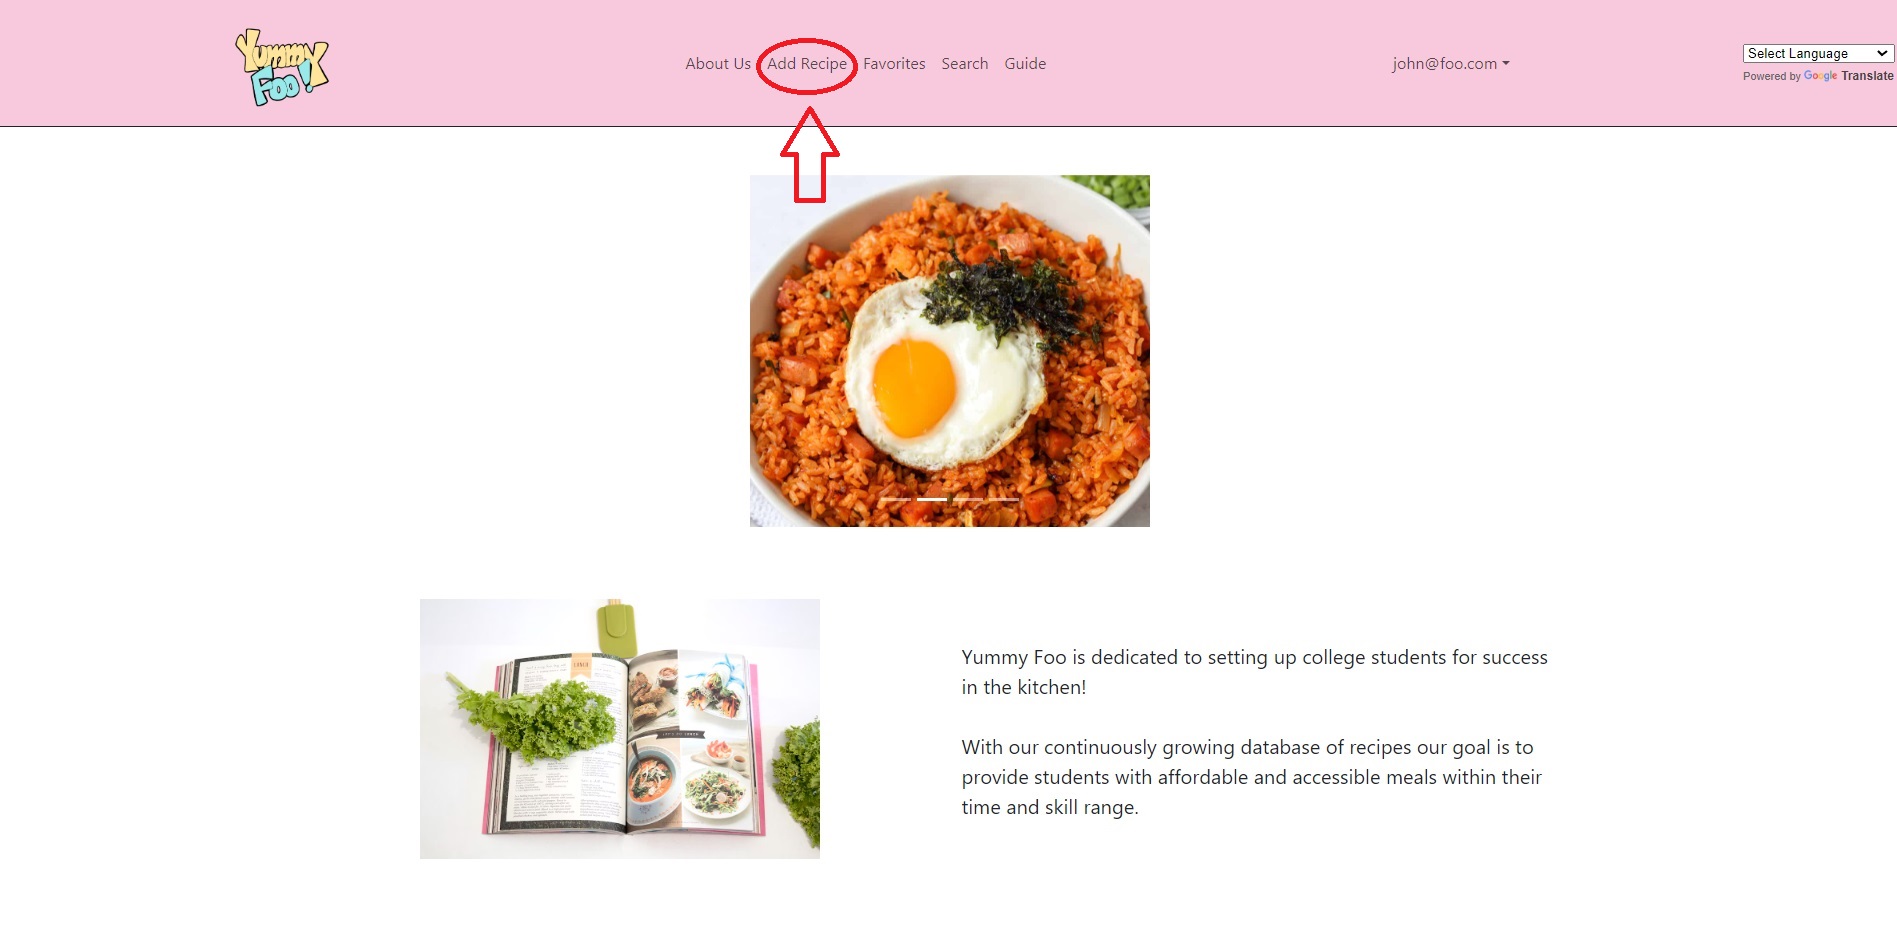 Yummy
Foo!
About Us Add Recipe Favorites Search Guide
john@foo.com
Select Language
Powered by Google Translate
Yummy Foo is dedicated to setting up college students for success
in the kitchen!
With our continuously growing database of recipes our goal is to
provide students with affordable and accessible meals within their
time and skill range.